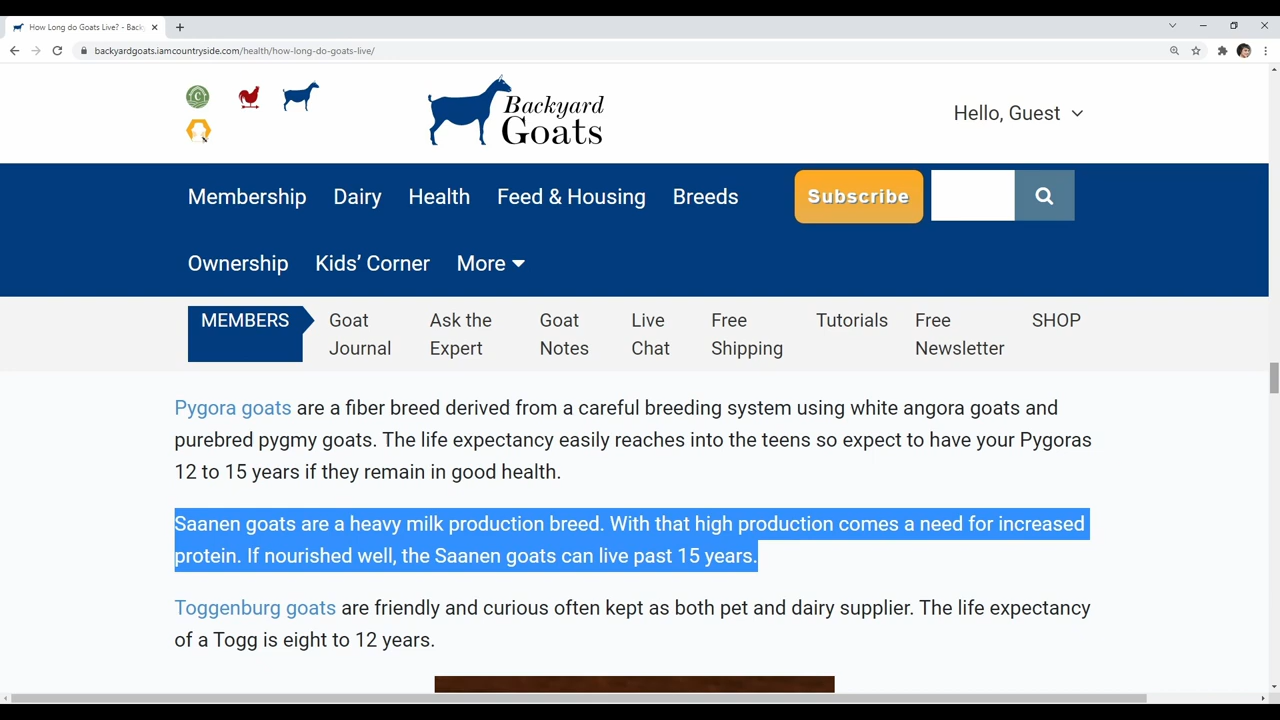 How Long do Goats Live? - Back
backyardgoats.iamcountryside.com/health/how-long-do-goats-live/
Backyard
Goats
Hello, Guest
Membership Dairy Health Feed & Housing Breeds
Subscribe
Ownership Kids’ Corner More
MEMBERS
Goat Journal
Ask the Expert
Goat Notes
Live Chat
Free Shipping
Tutorials
Free Newsletter
SHOP
Pygora goats are a fiber breed derived from a careful breeding system using white angora goats and
purebred pygmy goats. The life expectancy easily reaches into the teens so expect to have your Pygoras
12 to 15 years if they remain in good health.
Saanen goats are a heavy milk production breed. With that high production comes a need for increased
protein. If nourished well, the Saanen goats can live past 15 years.
Toggenburg goats are friendly and curious often kept as both pet and dairy supplier. The life expectancy
of a Togg is eight to 12 years.